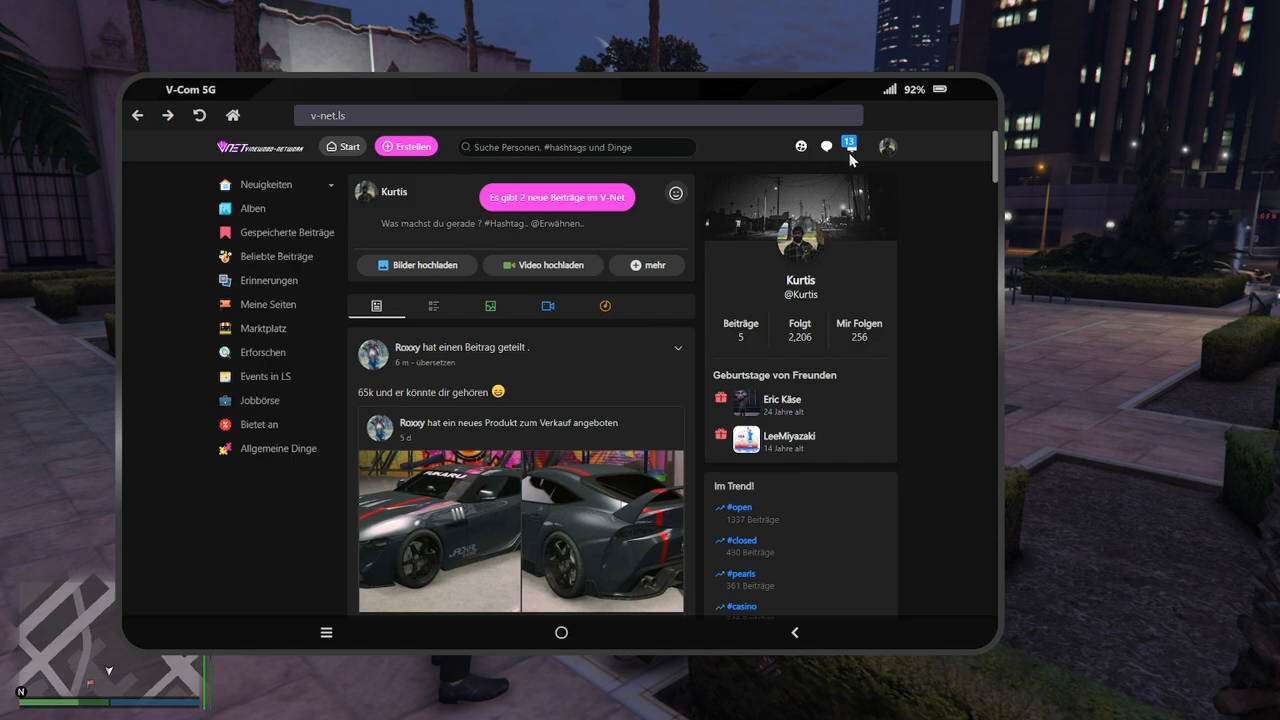 V-Com 5G
92%
v-net.ls
VNET VINEWOOD-NETWORK
Start
Erstellen
Suche Personen, #hashtags und Dinge
13
Neuigkeiten
Alben
Gespeicherte Beiträge
Beliebte Beiträge
Erinnerungen
Meine Seiten
Marktplatz
Erforschen
Events in LS
Jobbörse
Bietet an
Allgemeine Dinge
Kurtis
Es gibt 2 neue Beiträge im V-Net
Was machst du gerade ? #Hashtag.. @Erwähnen..
Bilder hochladen
Video hochladen
mehr
Roxxy hat einen Beitrag geteilt .
6 m - übersetzen
65k und er könnte dir gehören
Roxxy hat ein neues Produkt zum Verkauf angeboten
5 d
Kurtis
@Kurtis
Beiträge
5
Folgt
2,206
Mir Folgen
256
Geburtstage von Freunden
Eric Käse
24 Jahre alt
LeeMiyazaki
14 Jahre alt
Im Trend!
#open
1337 Beiträge
#closed
430 Beiträge
#pearls
361 Beiträge
#casino
N